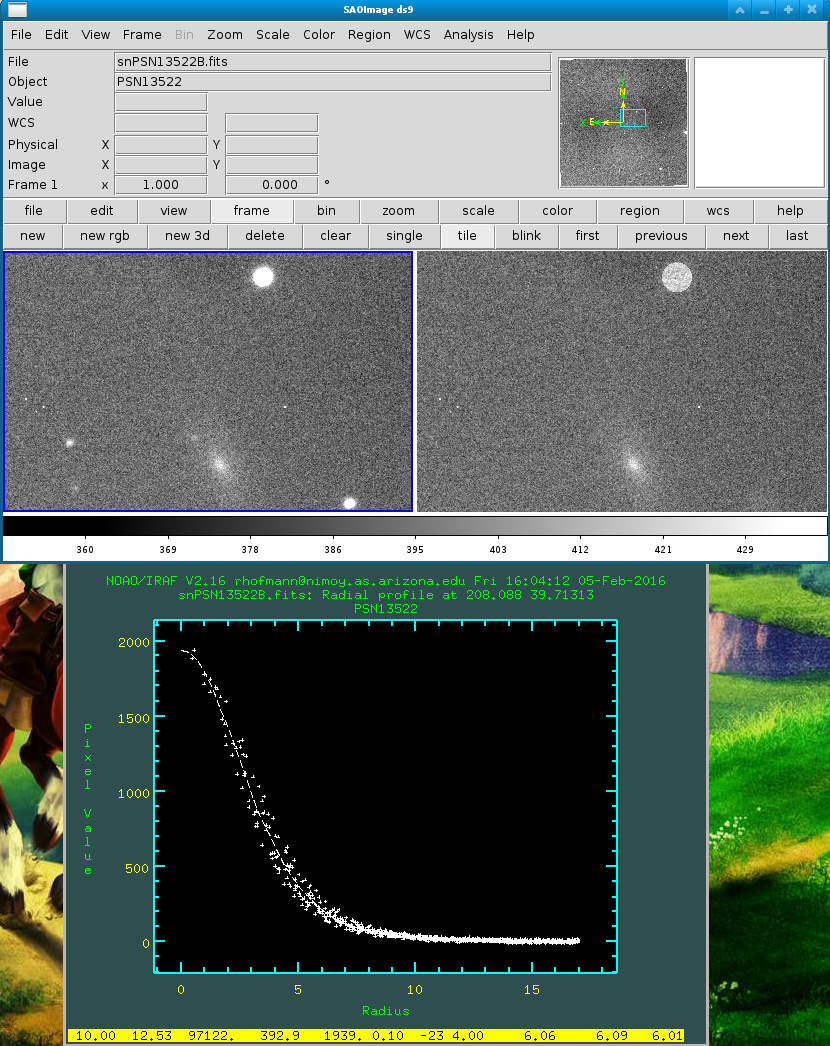 SAOImage ds9
File Edit View Frame Bin Zoom Scale Color Region WCS Analysis Help
File snPSN13522B.fits
Object PSN13522
Value
WCS
Physical X Y
Image X Y
Frame 1 x 1.000 0.000 °
N
X E
file edit view frame bin zoom scale color region wcs help
new new rgb new 3d delete clear single tile blink first previous next last
360 369 378 386 395 403 412 421 429
NOAO/IRAF V2.16 rhofmann@nimoy.as.arizona.edu Fri 16:04:12 05-Feb-2016
snPSN13522B.fits: Radial profile at 208.088 39.71313
PSN13522
2000
1500
1000
500
0
Pixel Value
0 5 10 15
Radius
10.00 12.53 97122. 392.9 1939. 0.10 -23 4.00 6.06 6.09 6.01